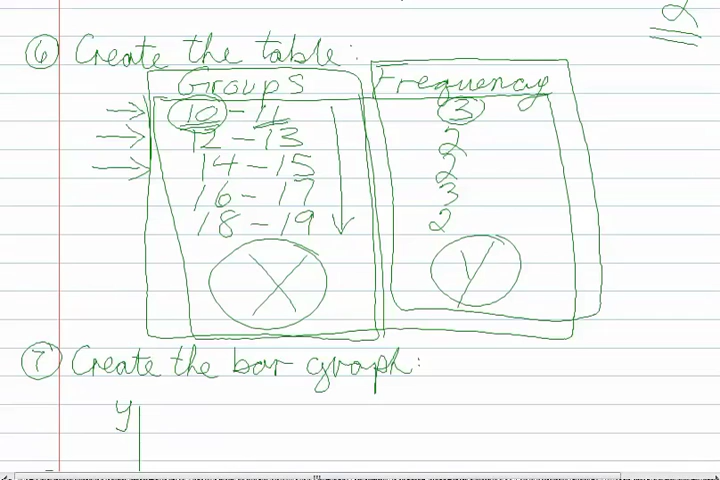 2
⑥ Create the table:
Groups Frequency
10-11 3
12-13 2
14-15 2
16-17 3
18-19 2
X y
⑦ Create the bar graph:
y